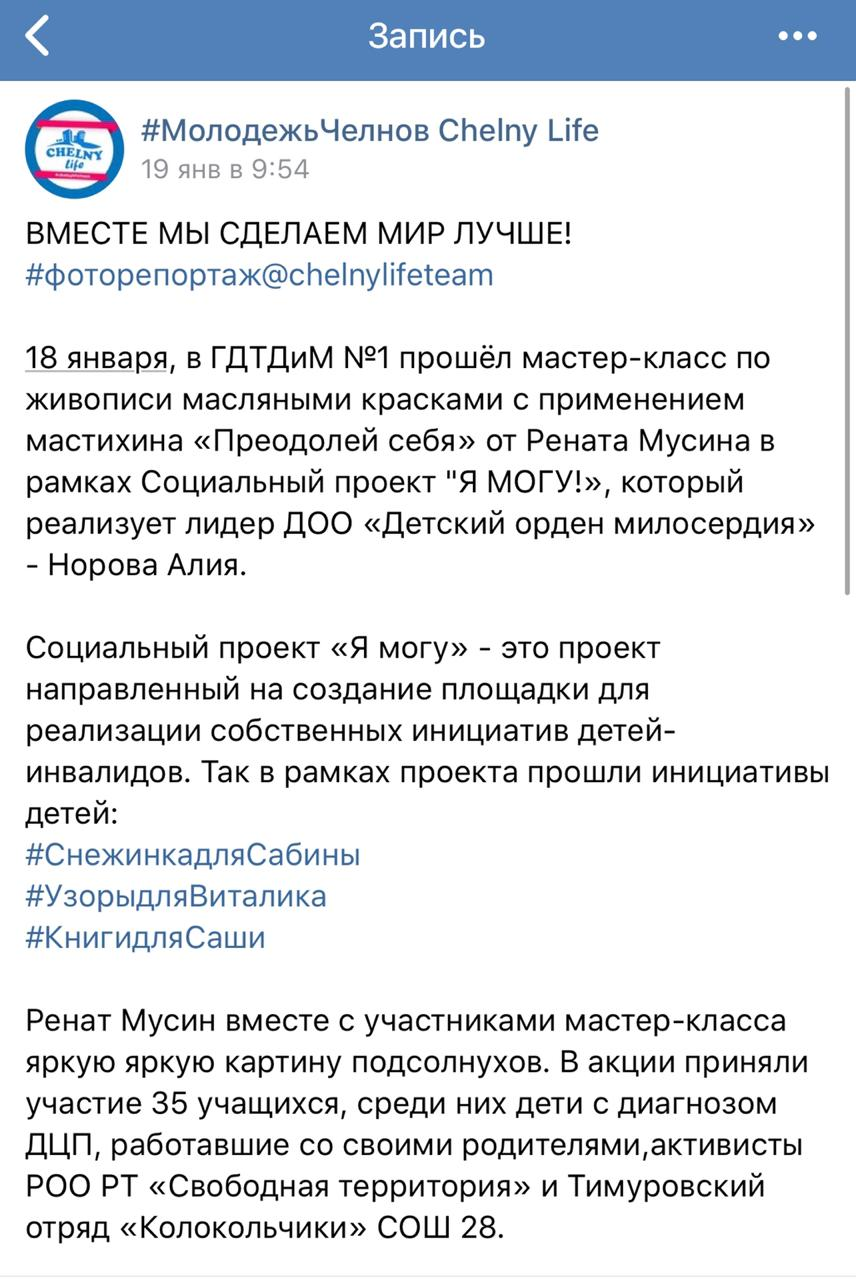 Запись
CHELNY
life
#МолодежьЧелнов Chelny Life
19 янв в 9:54
ВМЕСТЕ МЫ СДЕЛАЕМ МИР ЛУЧШЕ!
#фоторепортаж@chelnylifeteam
18 января, в ГДТДиМ №1 прошёл мастер-класс по
живописи масляными красками с применением
мастихина «Преодолей себя» от Рената Мусина в
рамках Социальный проект "Я МОГУ!», который
реализует лидер ДОО «Детский орден милосердия»
- Норова Алия.
Социальный проект «Я могу» - это проект
направленный на создание площадки для
реализации собственных инициатив детей-
инвалидов. Так в рамках проекта прошли инициативы
детей:
#СнежинкадляСабины
#УзорыдляВиталика
#КнигидляСаши
Ренат Мусин вместе с участниками мастер-класса
яркую яркую картину подсолнухов. В акции приняли
участие 35 учащихся, среди них дети с диагнозом
ДЦП, работавшие со своими родителями,активисты
РОО РТ «Свободная территория» и Тимуровский
отряд «Колокольчики» СОШ 28.